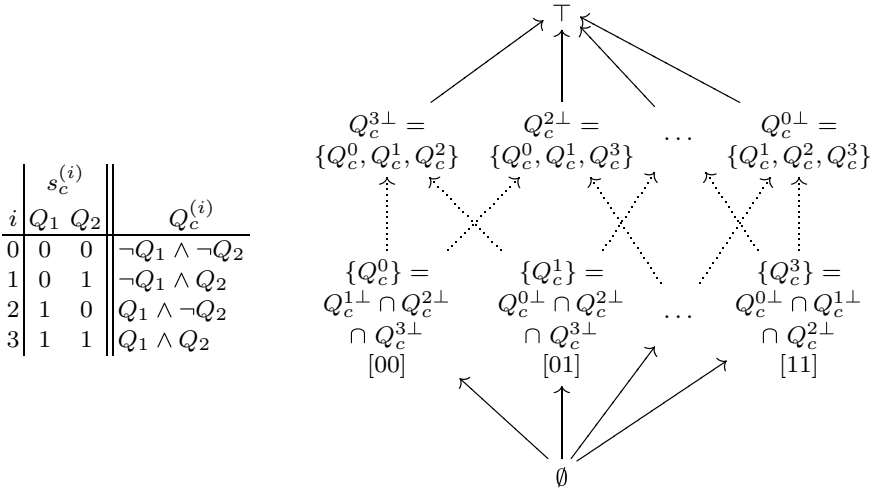 s_c^{(i)}
i Q_1 Q_2 Q_c^{(i)}
0 0 0 ¬Q_1 ∧ ¬Q_2
1 0 1 ¬Q_1 ∧ Q_2
2 1 0 Q_1 ∧ ¬Q_2
3 1 1 Q_1 ∧ Q_2
⊤
Q_c^{3⊥} =
{Q_c^0, Q_c^1, Q_c^2}
Q_c^{2⊥} =
{Q_c^0, Q_c^1, Q_c^3}
...
Q_c^{0⊥} =
{Q_c^1, Q_c^2, Q_c^3}
{Q_c^0} =
Q_c^{1⊥} ∩ Q_c^{2⊥}
∩ Q_c^{3⊥}
[00]
{Q_c^1} =
Q_c^{0⊥} ∩ Q_c^{2⊥}
∩ Q_c^{3⊥}
[01]
...
{Q_c^3} =
Q_c^{0⊥} ∩ Q_c^{1⊥}
∩ Q_c^{2⊥}
[11]
∅